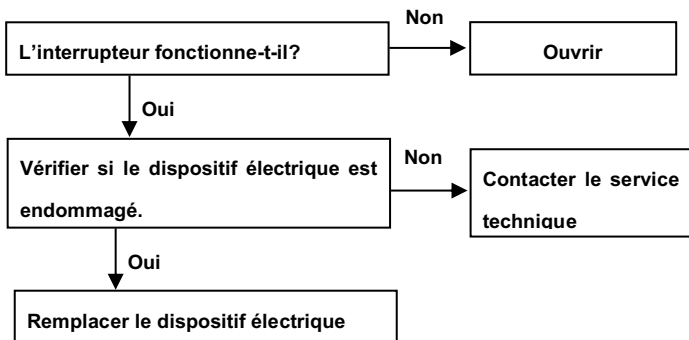 Non
L'interrupteur fonctionne-t-il?
Ouvrir
Oui
Vérifier si le dispositif électrique est
endommagé.
Non
Contacter le service
technique
Oui
Remplacer le dispositif électrique